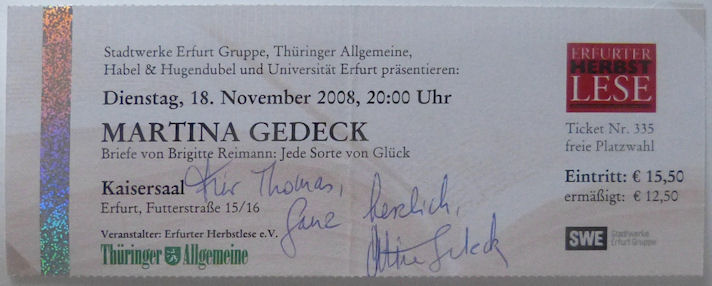 Stadtwerke Erfurt Gruppe, Thüringer Allgemeine,
Habel & Hugendubel und Universität Erfurt präsentieren:
Dienstag, 18. November 2008, 20:00 Uhr
MARTINA GEDECK
Briefe von Brigitte Reimann: Jede Sorte von Glück
Kaisersaal
Erfurt, Futterstraße 15/16
Für Thomas,
Ganz herzlich,
Martina Gedeck
Veranstalter: Erfurter Herbstlese e.V.
Thüringer Allgemeine
ERFURTER
HERBST
LESE
Ticket Nr. 335
freie Platzwahl
Eintritt: € 15,50
ermäßigt: € 12,50
SWE Stadtwerke
Erfurt Gruppe